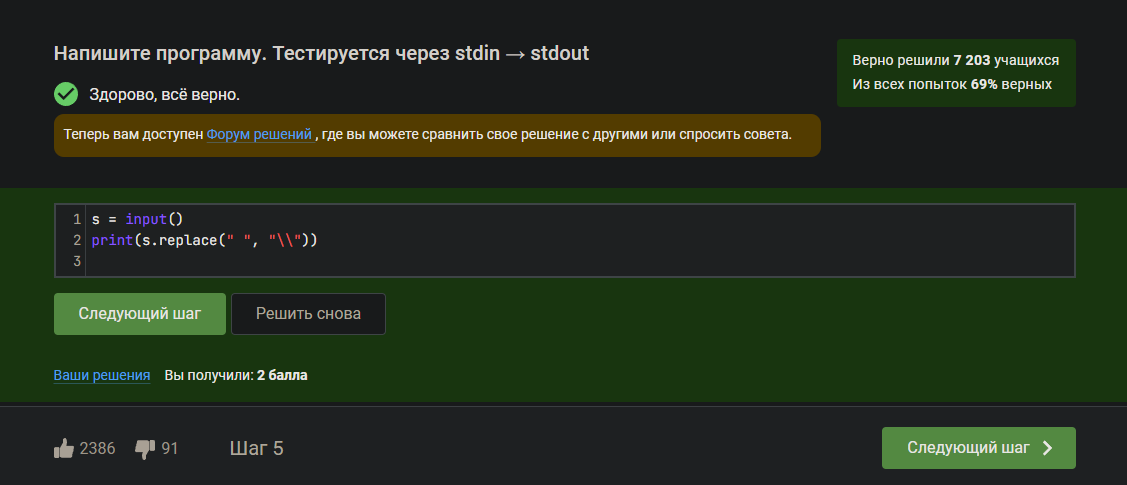 Напишите программу. Тестируется через stdin → stdout
Верно решили 7 203 учащихся
Из всех попыток 69% верных
Здорово, всё верно.
Теперь вам доступен Форум решений , где вы можете сравнить свое решение с другими или спросить совета.
1 s = input()
2 print(s.replace(" ", "\\"))
3
Следующий шаг Решить снова
Ваши решения Вы получили: 2 балла
2386 91 Шаг 5 Следующий шаг